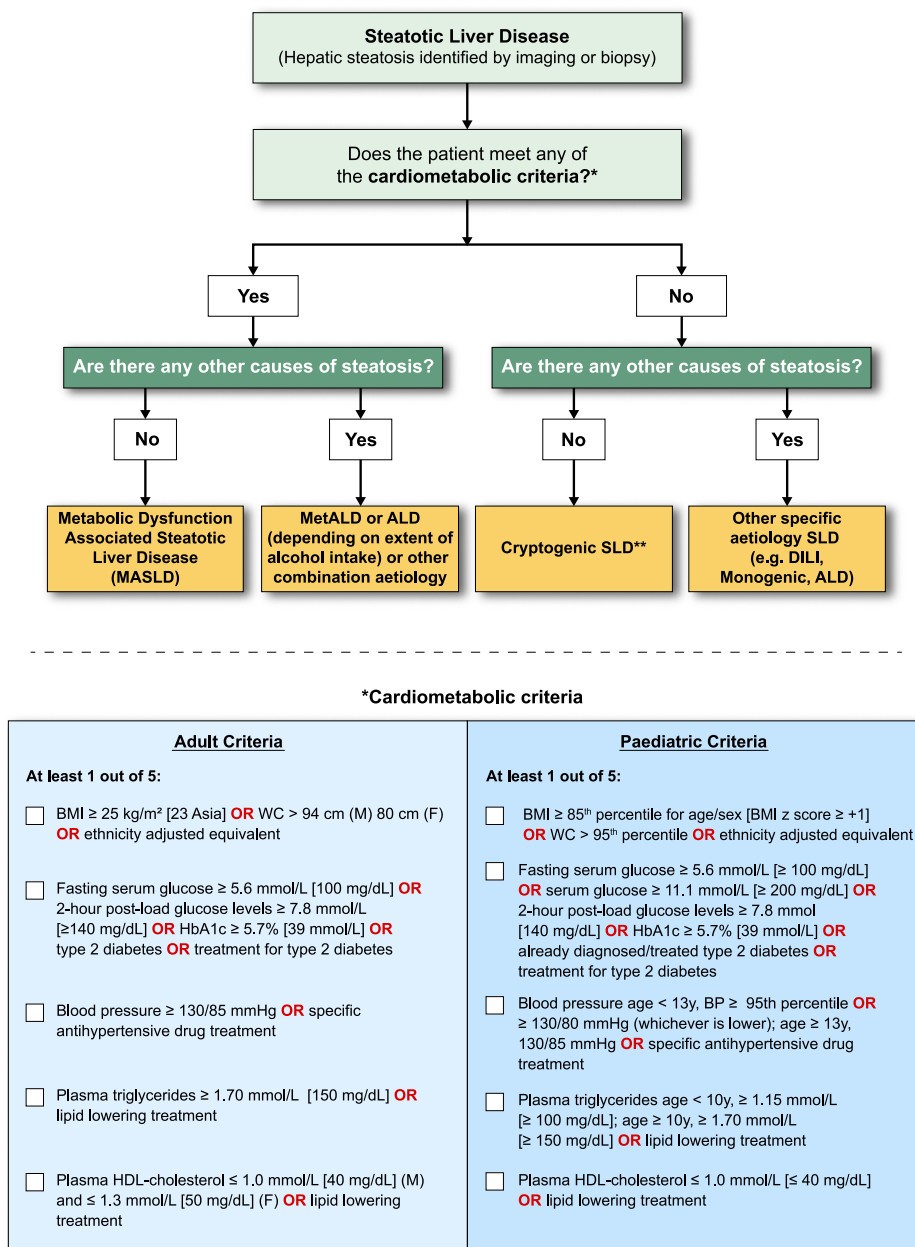 Steatotic Liver Disease
(Hepatic steatosis identified by imaging or biopsy)
Does the patient meet any of
the cardiometabolic criteria?*
Yes
No
Are there any other causes of steatosis?
Are there any other causes of steatosis?
No
Yes
No
Yes
Metabolic Dysfunction
Associated Steatotic
Liver Disease
(MASLD)
MetALD or ALD
(depending on extent of
alcohol intake) or other
combination aetiology
Cryptogenic SLD**
Other specific
aetiology SLD
(e.g. DILI,
Monogenic, ALD)
*Cardiometabolic criteria
Adult Criteria
At least 1 out of 5:
BMI ≥ 25 kg/m² [23 Asia] OR WC > 94 cm (M) 80 cm (F)
OR ethnicity adjusted equivalent
Fasting serum glucose ≥ 5.6 mmol/L [100 mg/dL] OR
2-hour post-load glucose levels ≥ 7.8 mmol/L
[≥140 mg/dL] OR HbA1c ≥ 5.7% [39 mmol/L] OR
type 2 diabetes OR treatment for type 2 diabetes
Blood pressure ≥ 130/85 mmHg OR specific
antihypertensive drug treatment
Plasma triglycerides ≥ 1.70 mmol/L [150 mg/dL] OR
lipid lowering treatment
Plasma HDL-cholesterol ≤ 1.0 mmol/L [40 mg/dL] (M)
and ≤ 1.3 mmol/L [50 mg/dL] (F) OR lipid lowering
treatment
Paediatric Criteria
At least 1 out of 5:
BMI ≥ 85th percentile for age/sex [BMI z score ≥ +1]
OR WC > 95th percentile OR ethnicity adjusted equivalent
Fasting serum glucose ≥ 5.6 mmol/L [≥ 100 mg/dL]
OR serum glucose ≥ 11.1 mmol/L [≥ 200 mg/dL] OR
2-hour post-load glucose levels ≥ 7.8 mmol
[140 mg/dL] OR HbA1c ≥ 5.7% [39 mmol/L] OR
already diagnosed/treated type 2 diabetes OR
treatment for type 2 diabetes
Blood pressure age < 13y, BP ≥ 95th percentile OR
≥ 130/80 mmHg (whichever is lower); age ≥ 13y,
130/85 mmHg OR specific antihypertensive drug
treatment
Plasma triglycerides age < 10y, ≥ 1.15 mmol/L
[≥ 100 mg/dL]; age ≥ 10y, ≥ 1.70 mmol/L
[≥ 150 mg/dL] OR lipid lowering treatment
Plasma HDL-cholesterol ≤ 1.0 mmol/L [≤ 40 mg/dL]
OR lipid lowering treatment